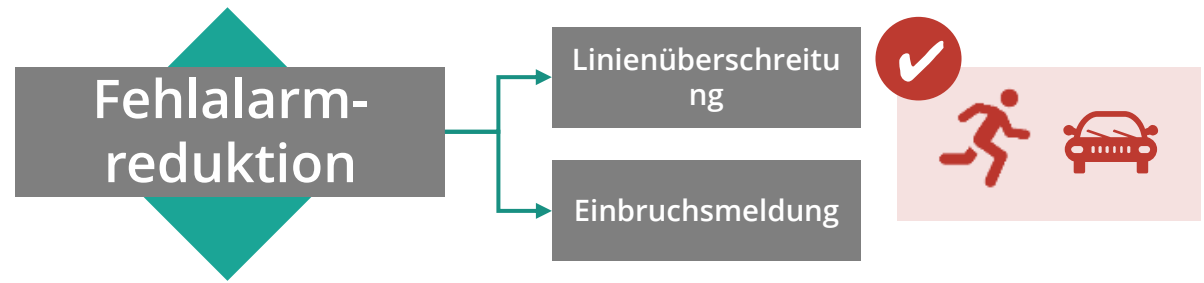 Fehlalarm-
reduktion
Linienüberschreitu
ng
Einbruchsmeldung